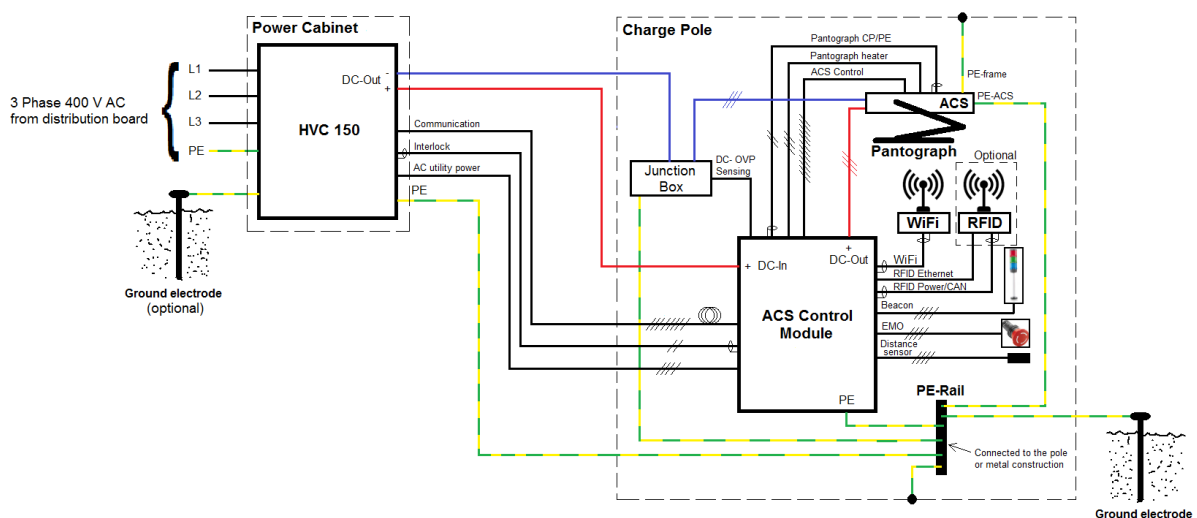 Power Cabinet
Charge Pole
Pantograph CP/PE
Pantograph heater
ACS Control
PE-frame
PE-ACS
L1
L2
L3
PE
3 Phase 400 V AC
from distribution board
DC-Out
-
+
HVC 150
ACS
Pantograph
Communication
Interlock
AC utility power
PE
Junction
Box
DC- OVP
Sensing
Optional
WiFi
RFID
+ DC-In
+
DC-Out
WiFi
RFID Ethernet
RFID Power/CAN
Beacon
EMO
Distance
sensor
ACS Control
Module
PE
Ground electrode
(optional)
PE-Rail
Connected to the pole
or metal construction
Ground electrode